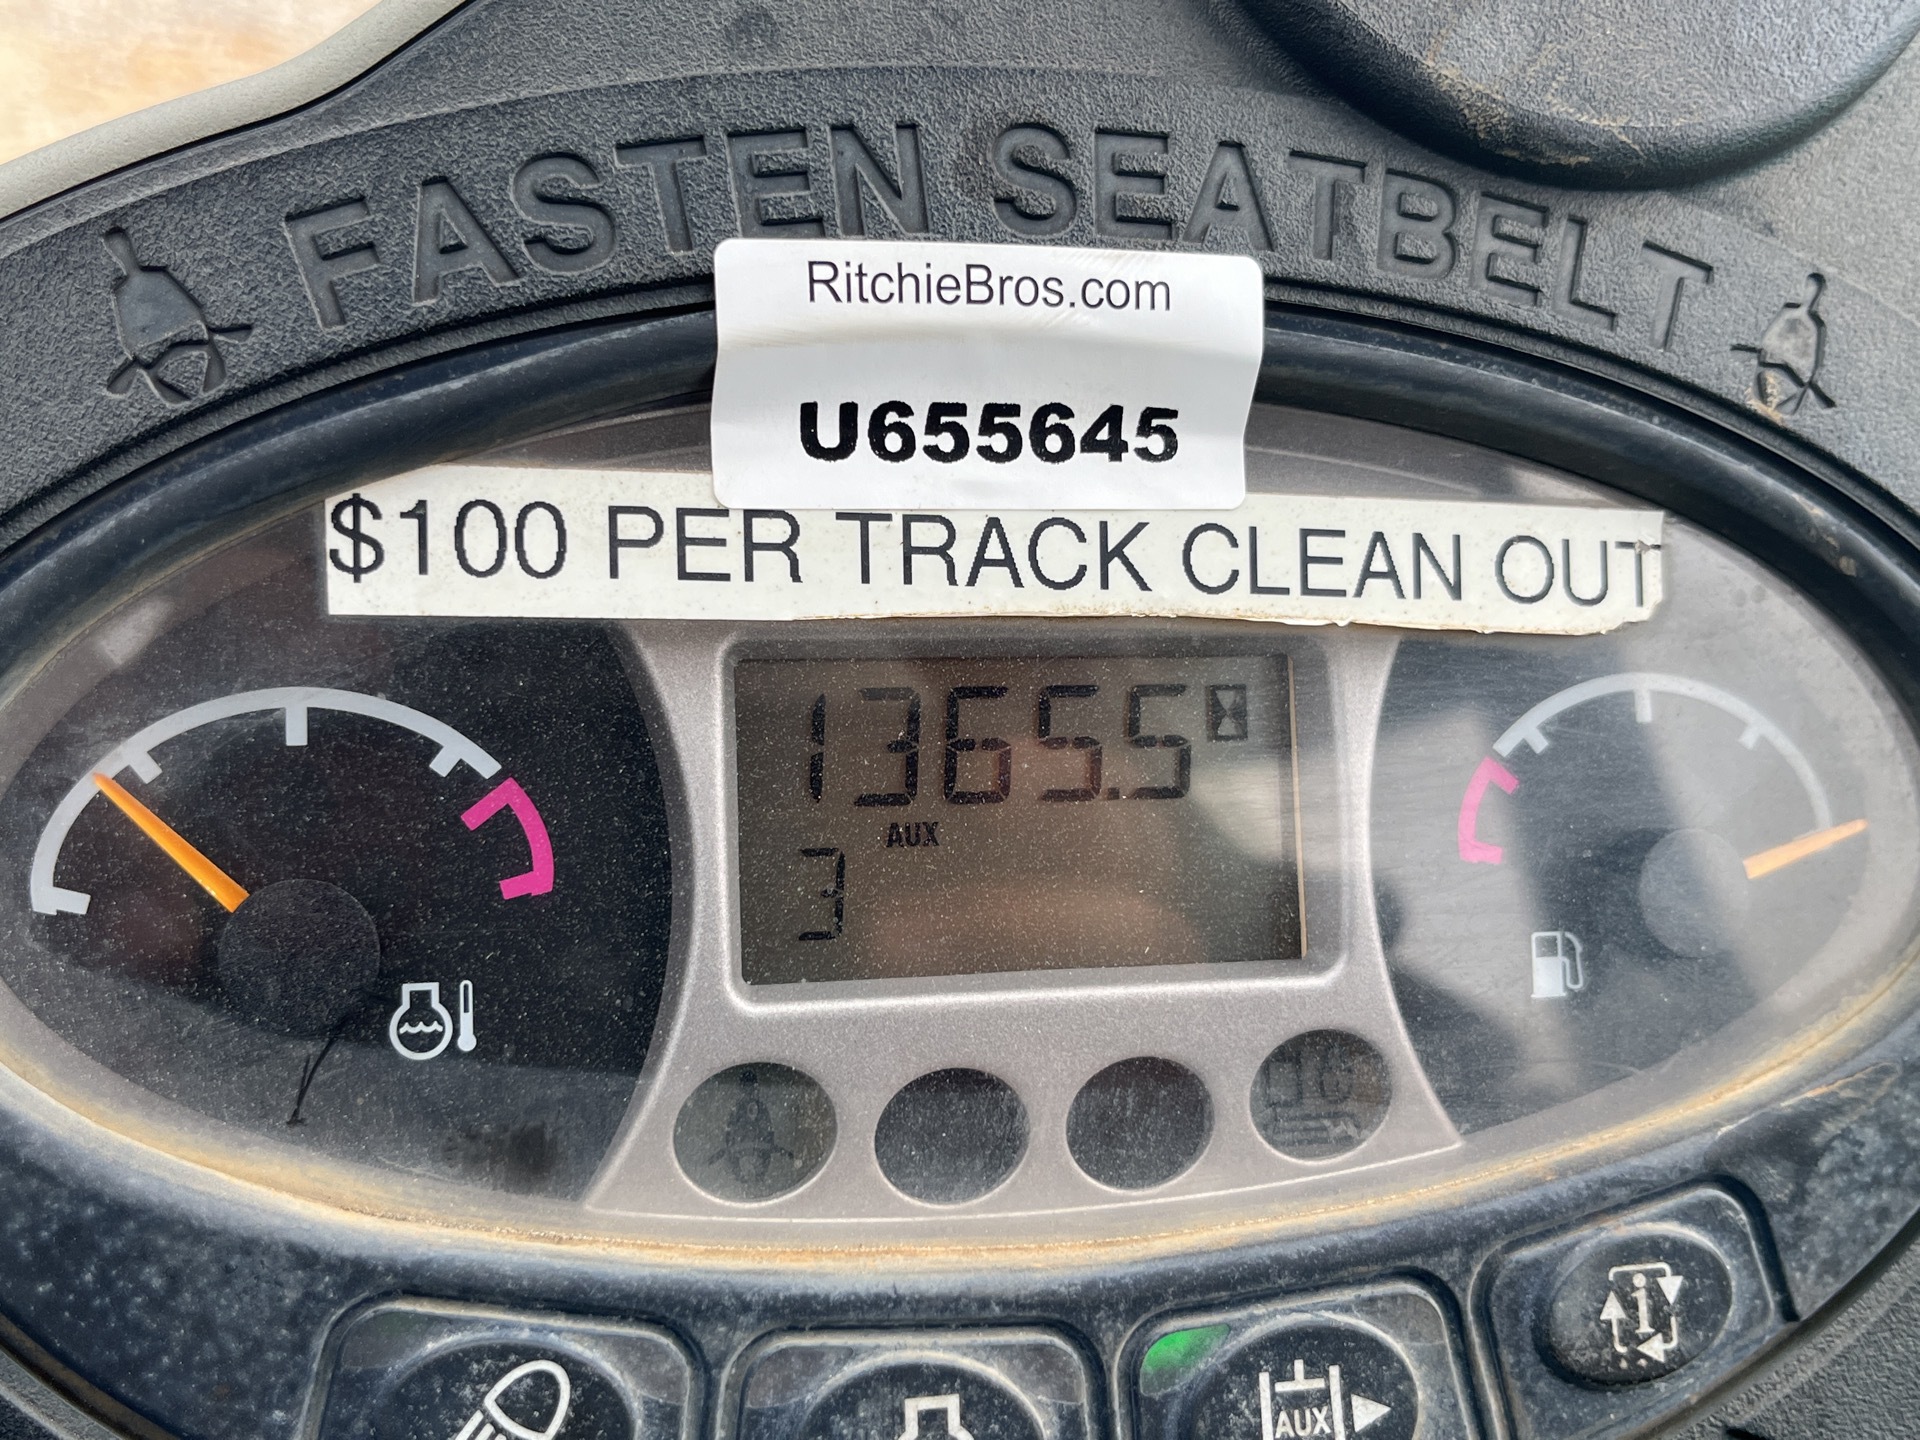 FASTEN SEATBELT
RitchieBros.com
U655645
$100 PER TRACK CLEAN OUT
1365.5
AUX
3
i
AUX